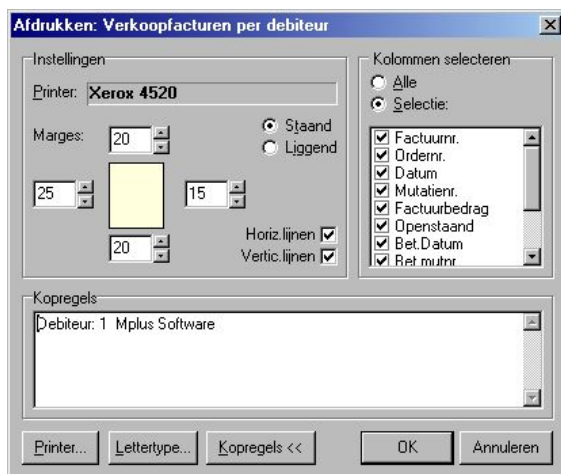 Afdrukken: Verkoopfacturen per debiteur
Instellingen
Printer: Xerox 4520
Marges: 20
Staand
Liggend
25
15
20
Horiz.lijnen
Vertic.lijnen
Kolommen selecteren
Alle
Selectie:
Factuurnr.
Ordernr.
Datum
Mutatienr.
Factuurbedrag
Openstaand
Bet.Datum
Bet.mutnr
Kopregels
Debiteur: 1 Mplus Software
Printer... Lettertype... Kopregels << OK Annuleren